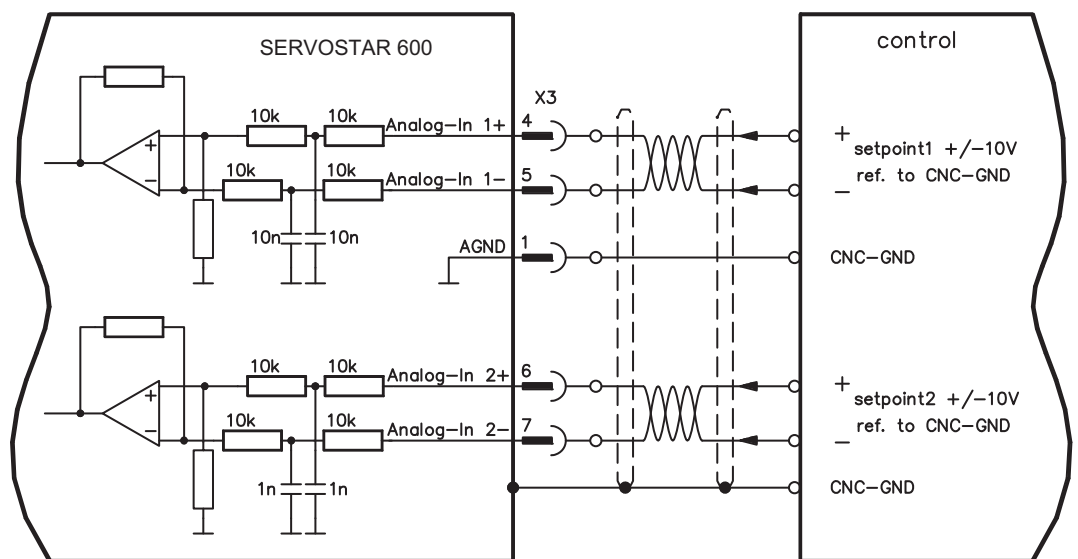 SERVOSTAR 600
control
X3
10k
10k
Analog-In 1+
4
+
+
setpoint1 +/-10V
10k
10k
Analog-In 1-
5
ref. to CNC-GND
-
-
10n
10n
AGND
1
CNC-GND
10k
10k
Analog-In 2+
6
+
+
setpoint2 +/-10V
10k
10k
Analog-In 2-
7
ref. to CNC-GND
-
-
1n
1n
CNC-GND